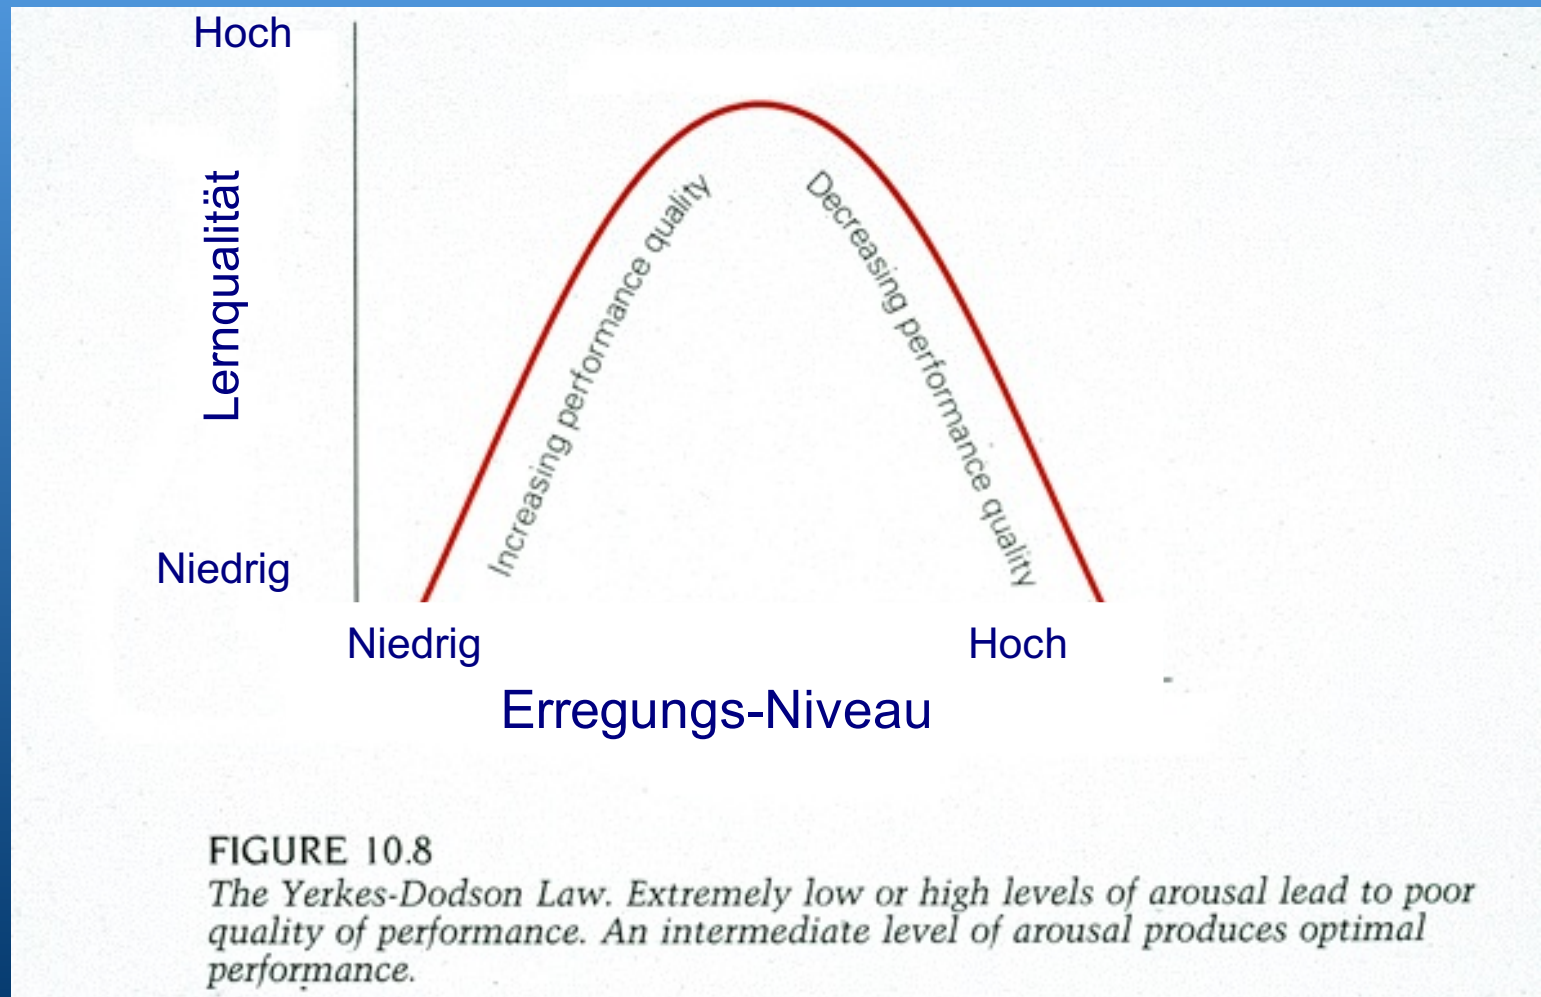 Hoch
Lernqualität
Increasing performance quality
Decreasing performance quality
Niedrig
Niedrig
Hoch
Erregungs-Niveau
FIGURE 10.8
The Yerkes-Dodson Law. Extremely low or high levels of arousal lead to poor
quality of performance. An intermediate level of arousal produces optimal
performance.